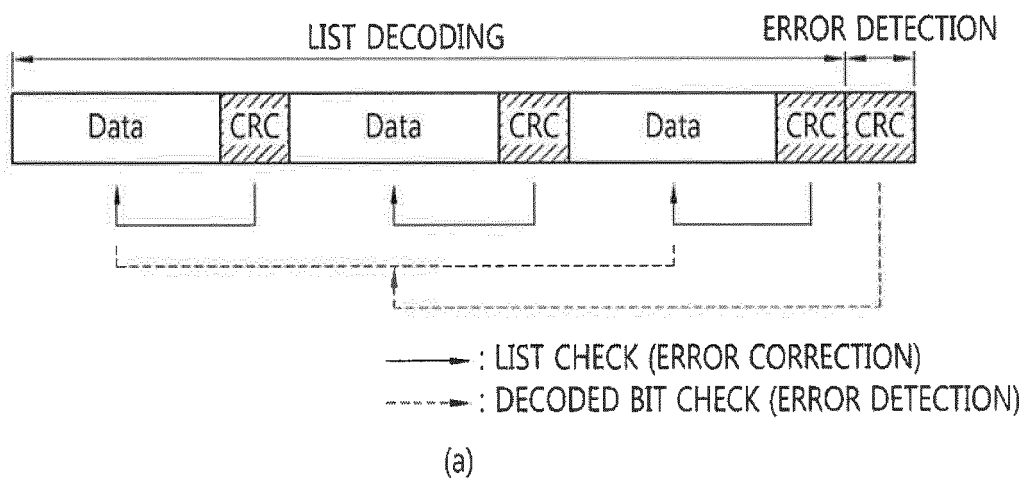 LIST DECODING
ERROR DETECTION
Data CRC Data CRC Data CRC CRC
: LIST CHECK (ERROR CORRECTION)
: DECODED BIT CHECK (ERROR DETECTION)
(a)